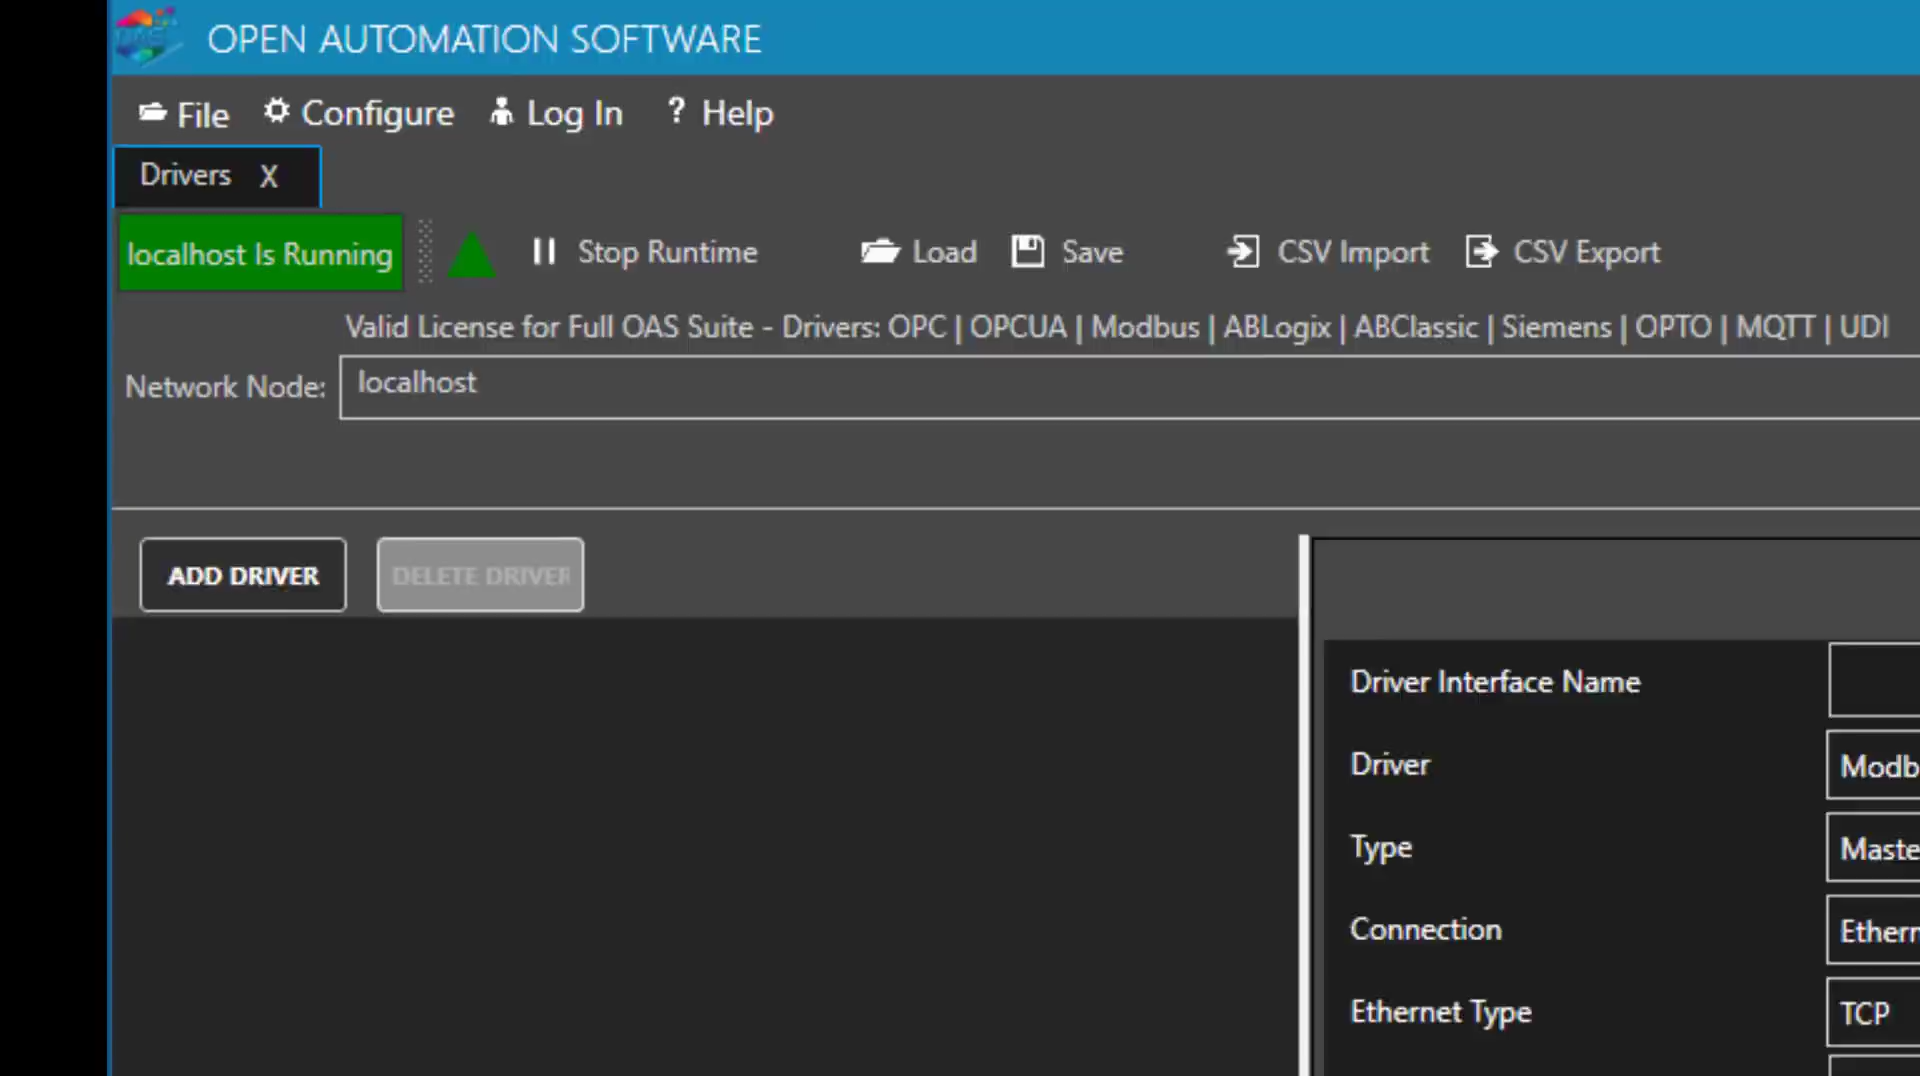 OPEN AUTOMATION SOFTWARE
File Configure Log In ? Help
Drivers X
localhost Is Running Stop Runtime Load Save CSV Import CSV Export
Valid License for Full OAS Suite - Drivers: OPC | OPCUA | Modbus | ABLogix | ABClassic | Siemens | OPTO | MQTT | UDI
Network Node: localhost
ADD DRIVER DELETE DRIVER
Driver Interface Name
Driver Modb
Type Maste
Connection Ethern
Ethernet Type TCP